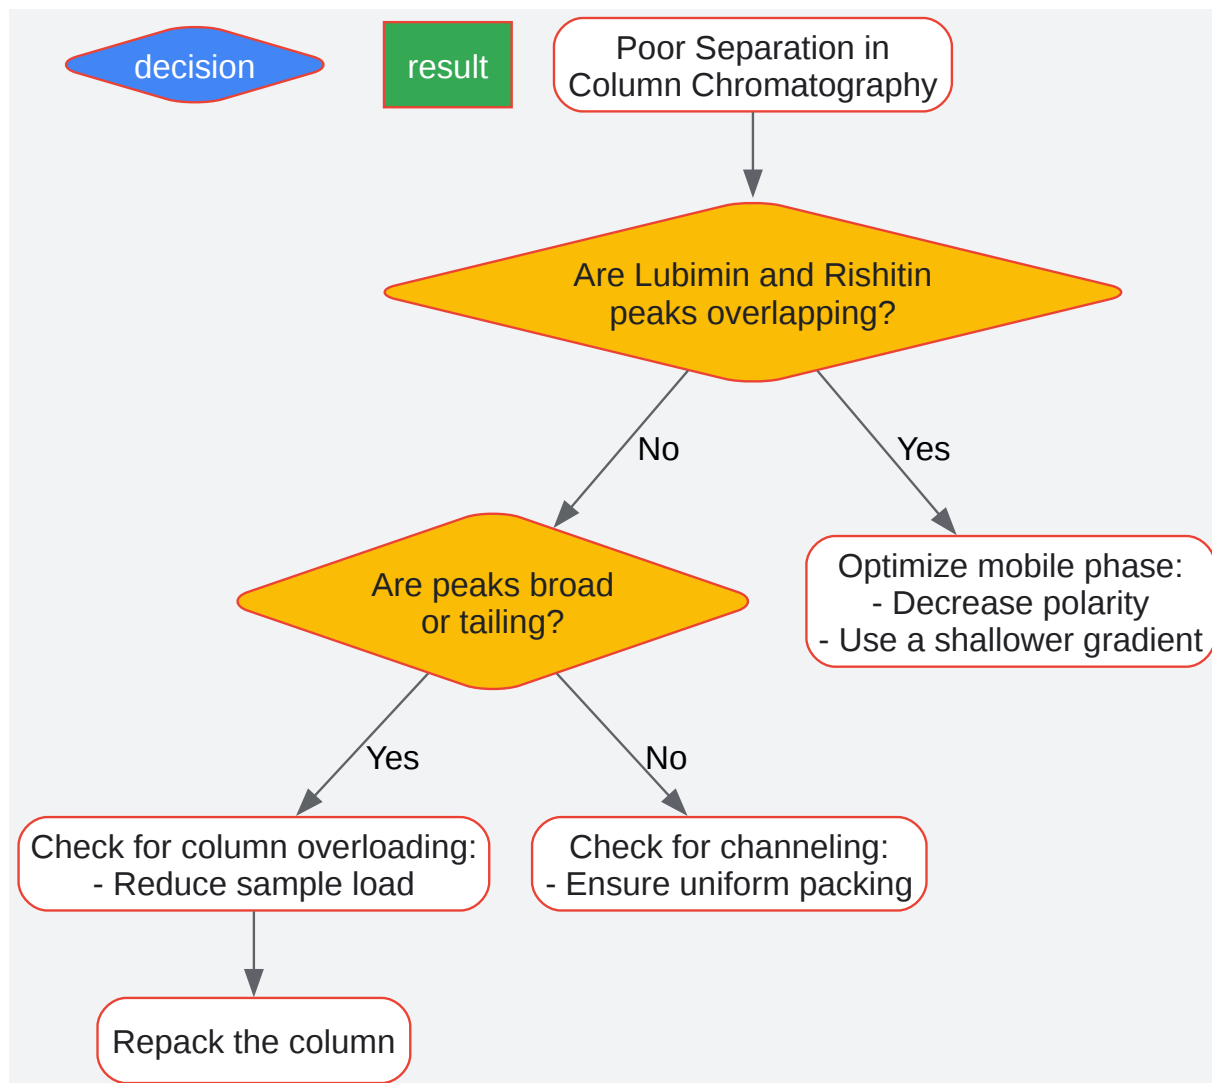 decision
result
Poor Separation in
Column Chromatography
Are Lubimin and Rishitin
peaks overlapping?
No
Yes
Are peaks broad
or tailing?
Optimize mobile phase:
- Decrease polarity
- Use a shallower gradient
Yes
No
Check for column overloading:
- Reduce sample load
Check for channeling:
- Ensure uniform packing
Repack the column